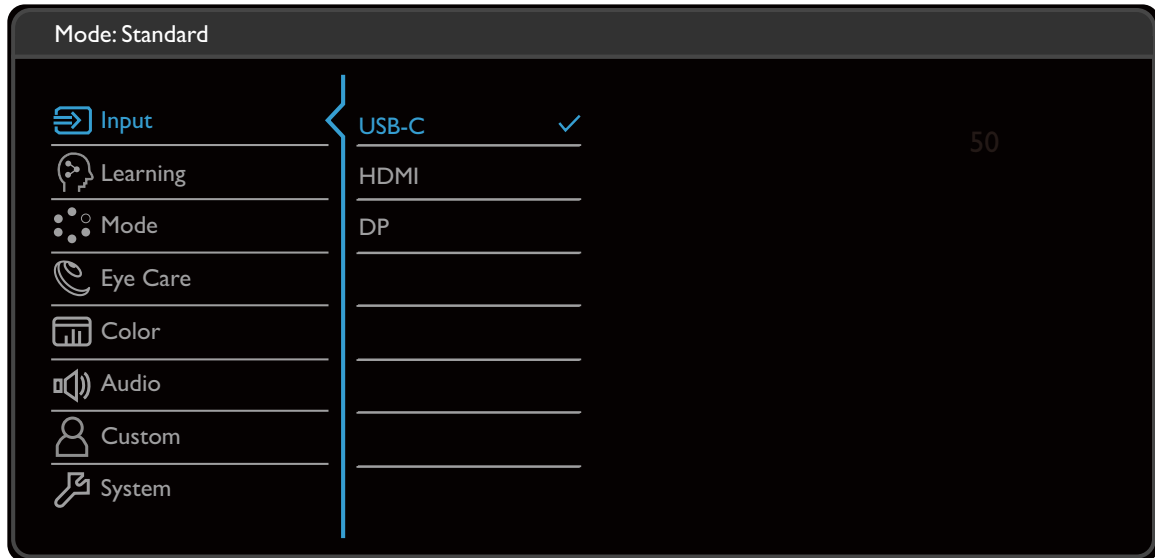 Mode: Standard
Input
Learning
Mode
Eye Care
Color
Audio
Custom
System
USB-C
HDMI
DP
50